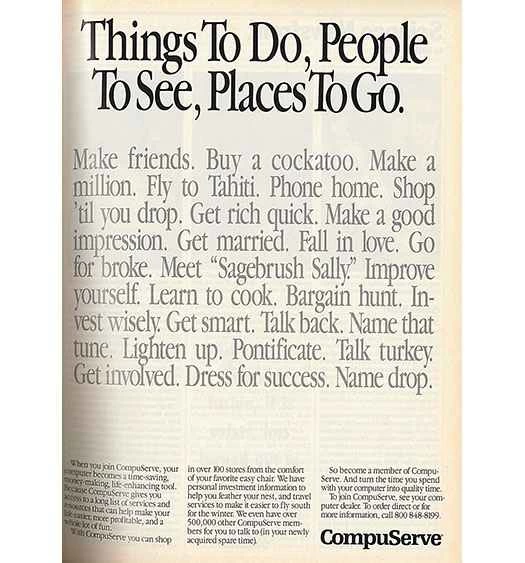 Things To Do, People
To See, Places To Go.
Make friends. Buy a cockatoo. Make a
million. Fly to Tahiti. Phone home. Shop
'til you drop. Get rich quick. Make a good
impression. Get married. Fall in love. Go
for broke. Meet "Sagebrush Sally." Improve
yourself. Learn to cook. Bargain hunt. In-
vest wisely. Get smart. Talk back. Name that
tune. Lighten up. Pontificate. Talk turkey.
Get involved. Dress for success. Name drop.
When you join CompuServe, your
computer becomes a time-saving,
money-making, life-enhancing tool.
Because CompuServe gives you
access to a long list of services and
resources that can help make your
life easier, more profitable, and a
whole lot of fun.
With CompuServe you can shop
in over 100 stores from the comfort
of your favorite easy chair. We have
personal investment information to
help you feather your nest, and travel
services to make it easier to fly south
for the winter. We even have over
500,000 other CompuServe mem-
bers for you to talk to (in your newly
acquired spare time).
So become a member of Compu-
Serve. And turn the time you spend
with your computer into quality time.
To join CompuServe, see your com-
puter dealer. To order direct or for
more information, call 800 848-8199.
CompuServe